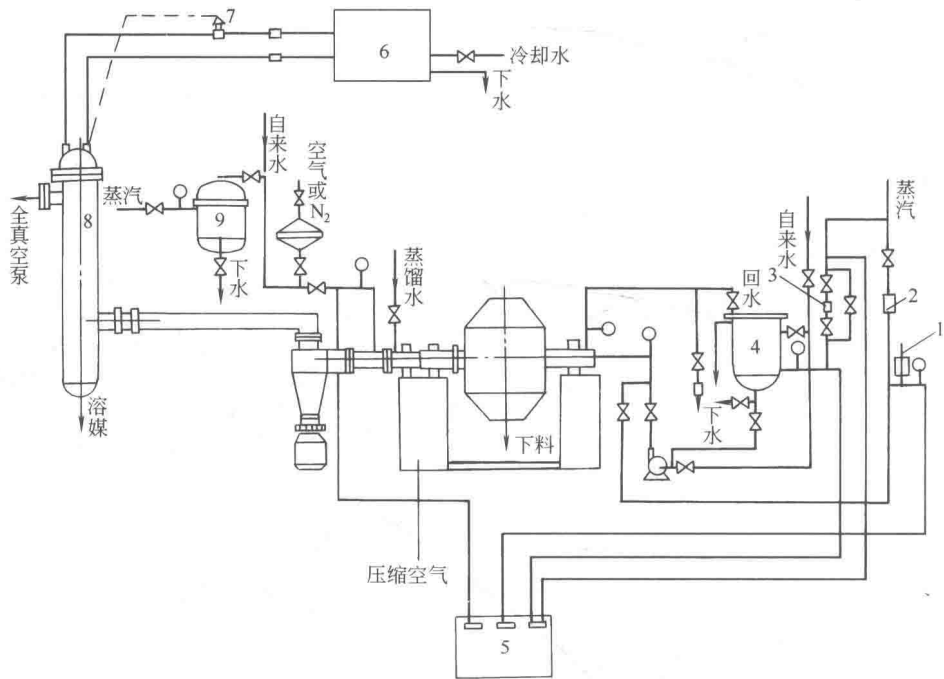 7
6
冷却水
下水
自来水
空气或N₂
蒸汽
8
9
全真空泵
下水
蒸馏水
自来水
蒸汽
回水
3
2
1
4
溶媒
下料
下水
压缩空气
5